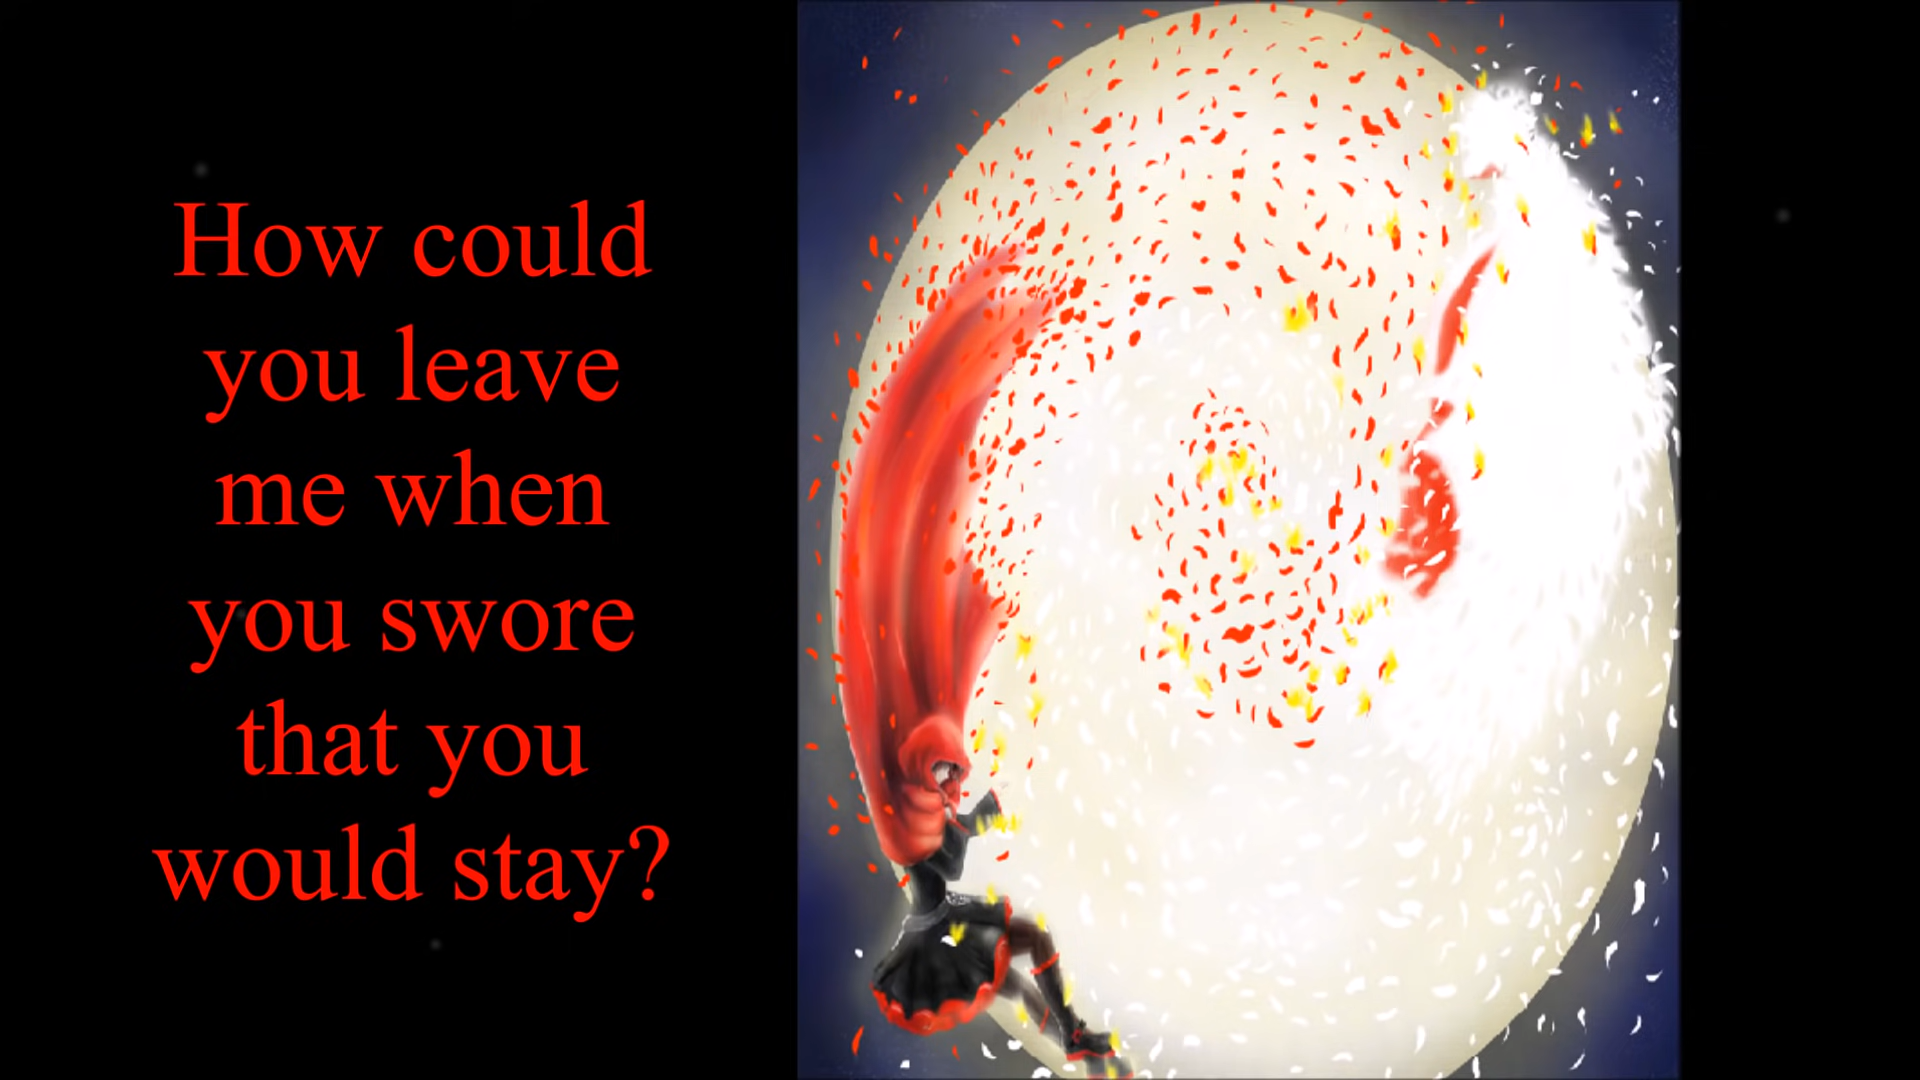 How could
you leave
me when
you swore
that you
would stay?